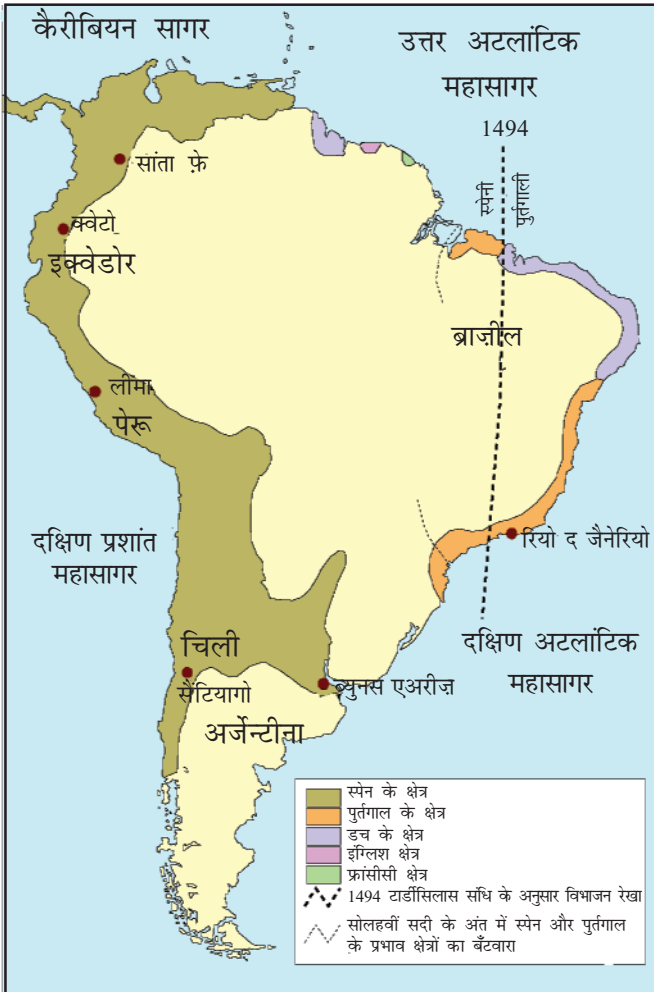 कैरीबियन सागर
उत्तर अटलांटिक
महासागर
1494
स्पेनी
पुर्तगाली
सांता फ़े
क्वेटो
इक्वेडोर
ब्राज़ील
लीमा
पेरू
दक्षिण प्रशांत
महासागर
रियो द जैनेरियो
चिली
सैंटियागो
ब्युनस एअरीज़
दक्षिण अटलांटिक
महासागर
अर्जेन्टीना
स्पेन के क्षेत्र
पुर्तगाल के क्षेत्र
डच के क्षेत्र
इंग्लिश क्षेत्र
फ्रांसीसी क्षेत्र
1494 टार्डीसिलास संधि के अनुसार विभाजन रेखा
सोलहवीं सदी के अंत में स्पेन और पुर्तगाल
के प्रभाव क्षेत्रों का बँटवारा